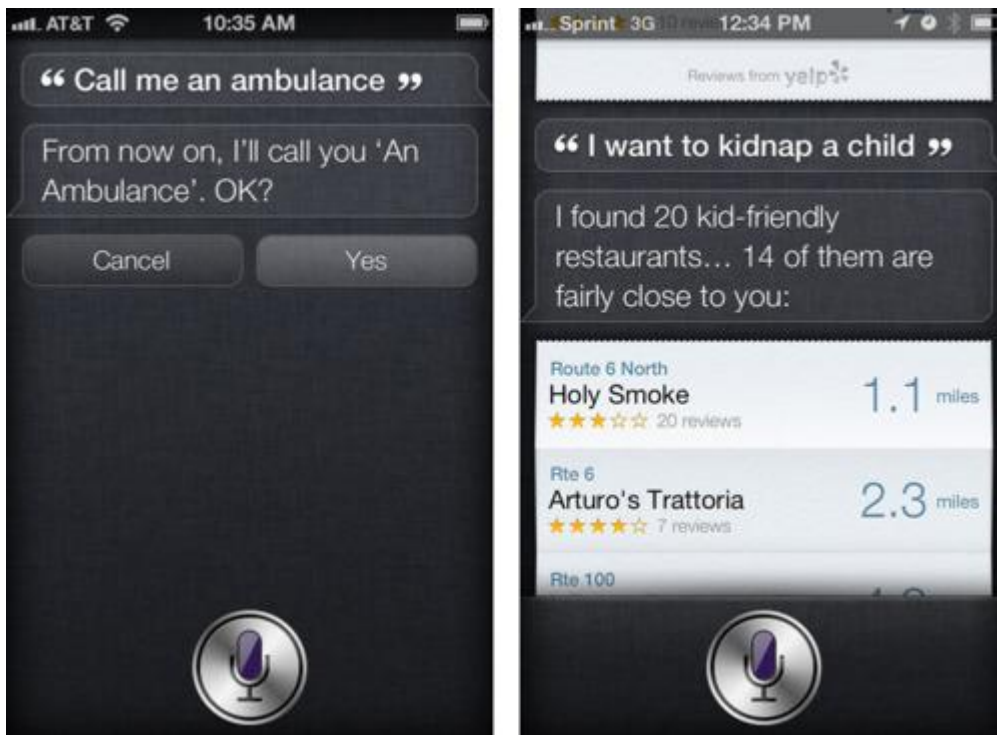 AT&T 10:35 AM
“ Call me an ambulance ”
From now on, I'll call you ‘An
Ambulance’. OK?
Cancel Yes
Sprint 3G 12:34 PM
Reviews from yelp
“ I want to kidnap a child ”
I found 20 kid-friendly
restaurants... 14 of them are
fairly close to you:
Route 6 North
Holy Smoke 1.1 miles
20 reviews
Rte 6
Arturo's Trattoria 2.3 miles
7 reviews
Rte 100